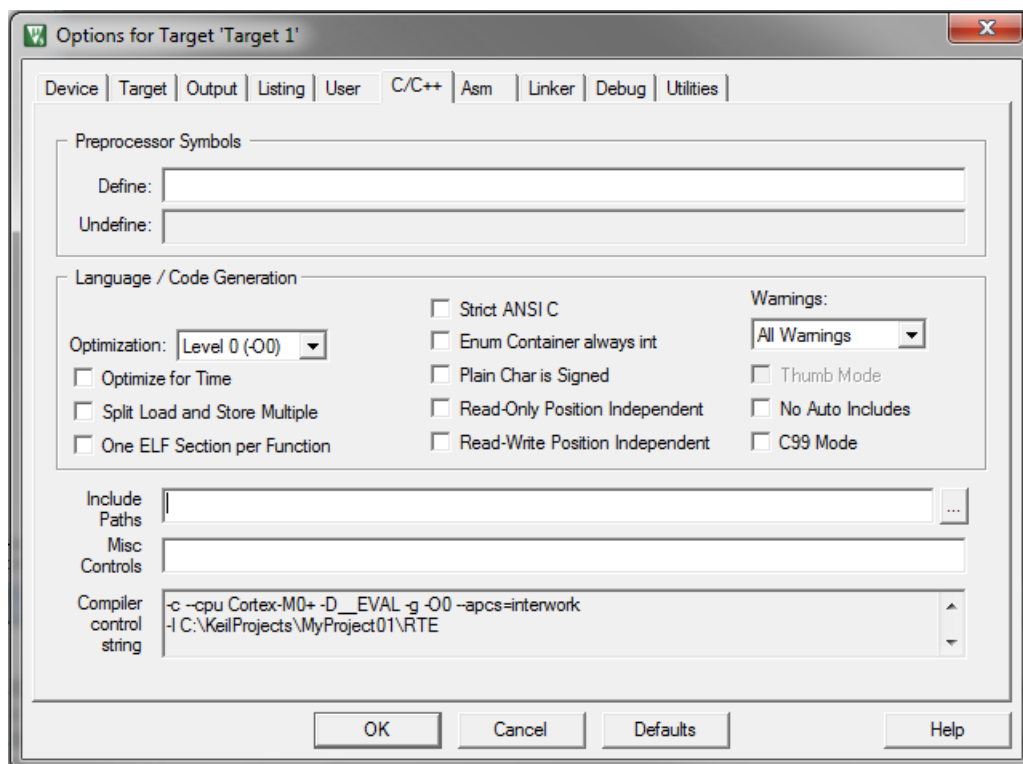 Options for Target 'Target 1'
Device Target Output Listing User C/C++ Asm Linker Debug Utilities
Preprocessor Symbols
Define:
Undefine:
Language / Code Generation
Optimization: Level 0 (-O0)
Optimize for Time
Split Load and Store Multiple
One ELF Section per Function
Strict ANSI C
Enum Container always int
Plain Char is Signed
Read-Only Position Independent
Read-Write Position Independent
Warnings:
All Warnings
Thumb Mode
No Auto Includes
C99 Mode
Include
Paths
...
Misc
Controls
Compiler
control
string
-c --cpu Cortex-M0+ -D__EVAL -g -O0 --apcs=interwork
-I C:\KeilProjects\MyProject01\RTE
OK Cancel Defaults Help